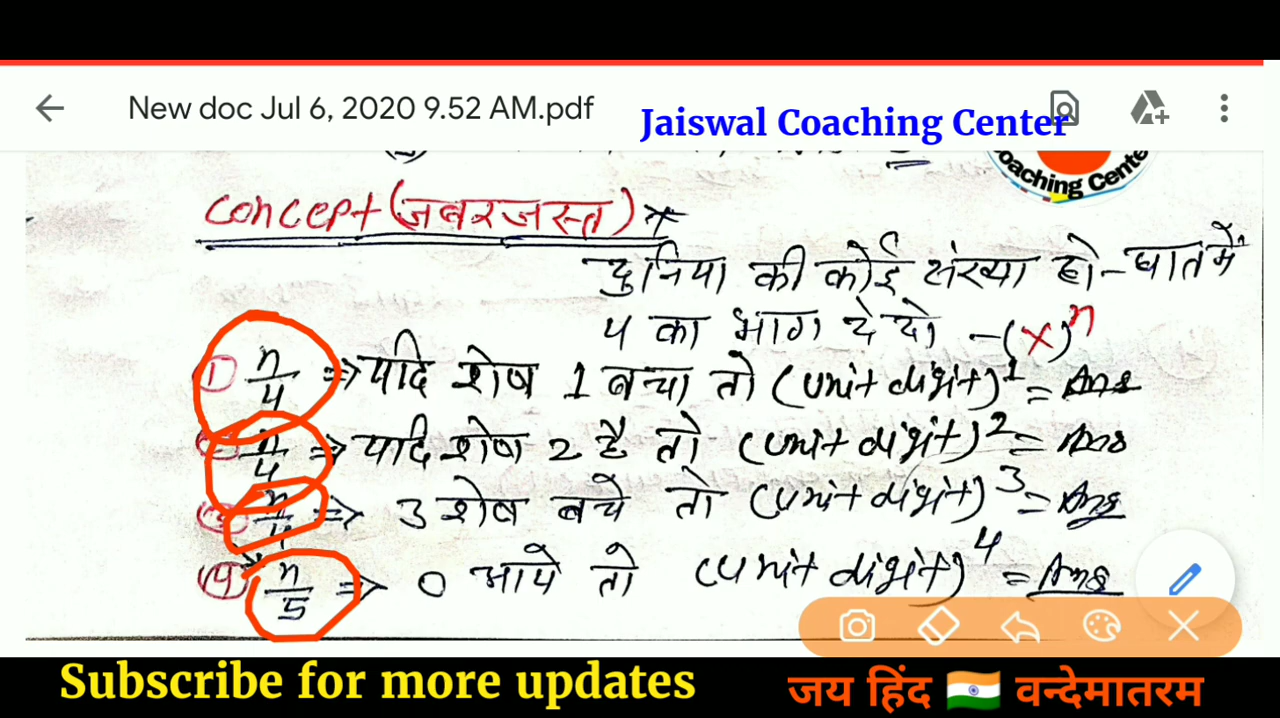 New doc Jul 6, 2020 9.52 AM.pdf
Jaiswal Coaching Center
oaching Cente
Concept (जबरजस्त) *
दुनिया की कोई संख्या हो - घात में
4 का भाग दे दो - (x)ⁿ
① n/4 ⇒ यदि शेष 1 बचा तो (unit digit)¹ = Ans
n/4 ⇒ यदि शेष 2 है तो (unit digit)² = Ans
n/4 ⇒ 3 शेष बचे तो (unit digit)³ = Ans
(4) n/5 ⇒ 0 आये तो (unit digit)⁴ = Ans
Subscribe for more updates
जय हिंद 🇮🇳 वन्देमातरम